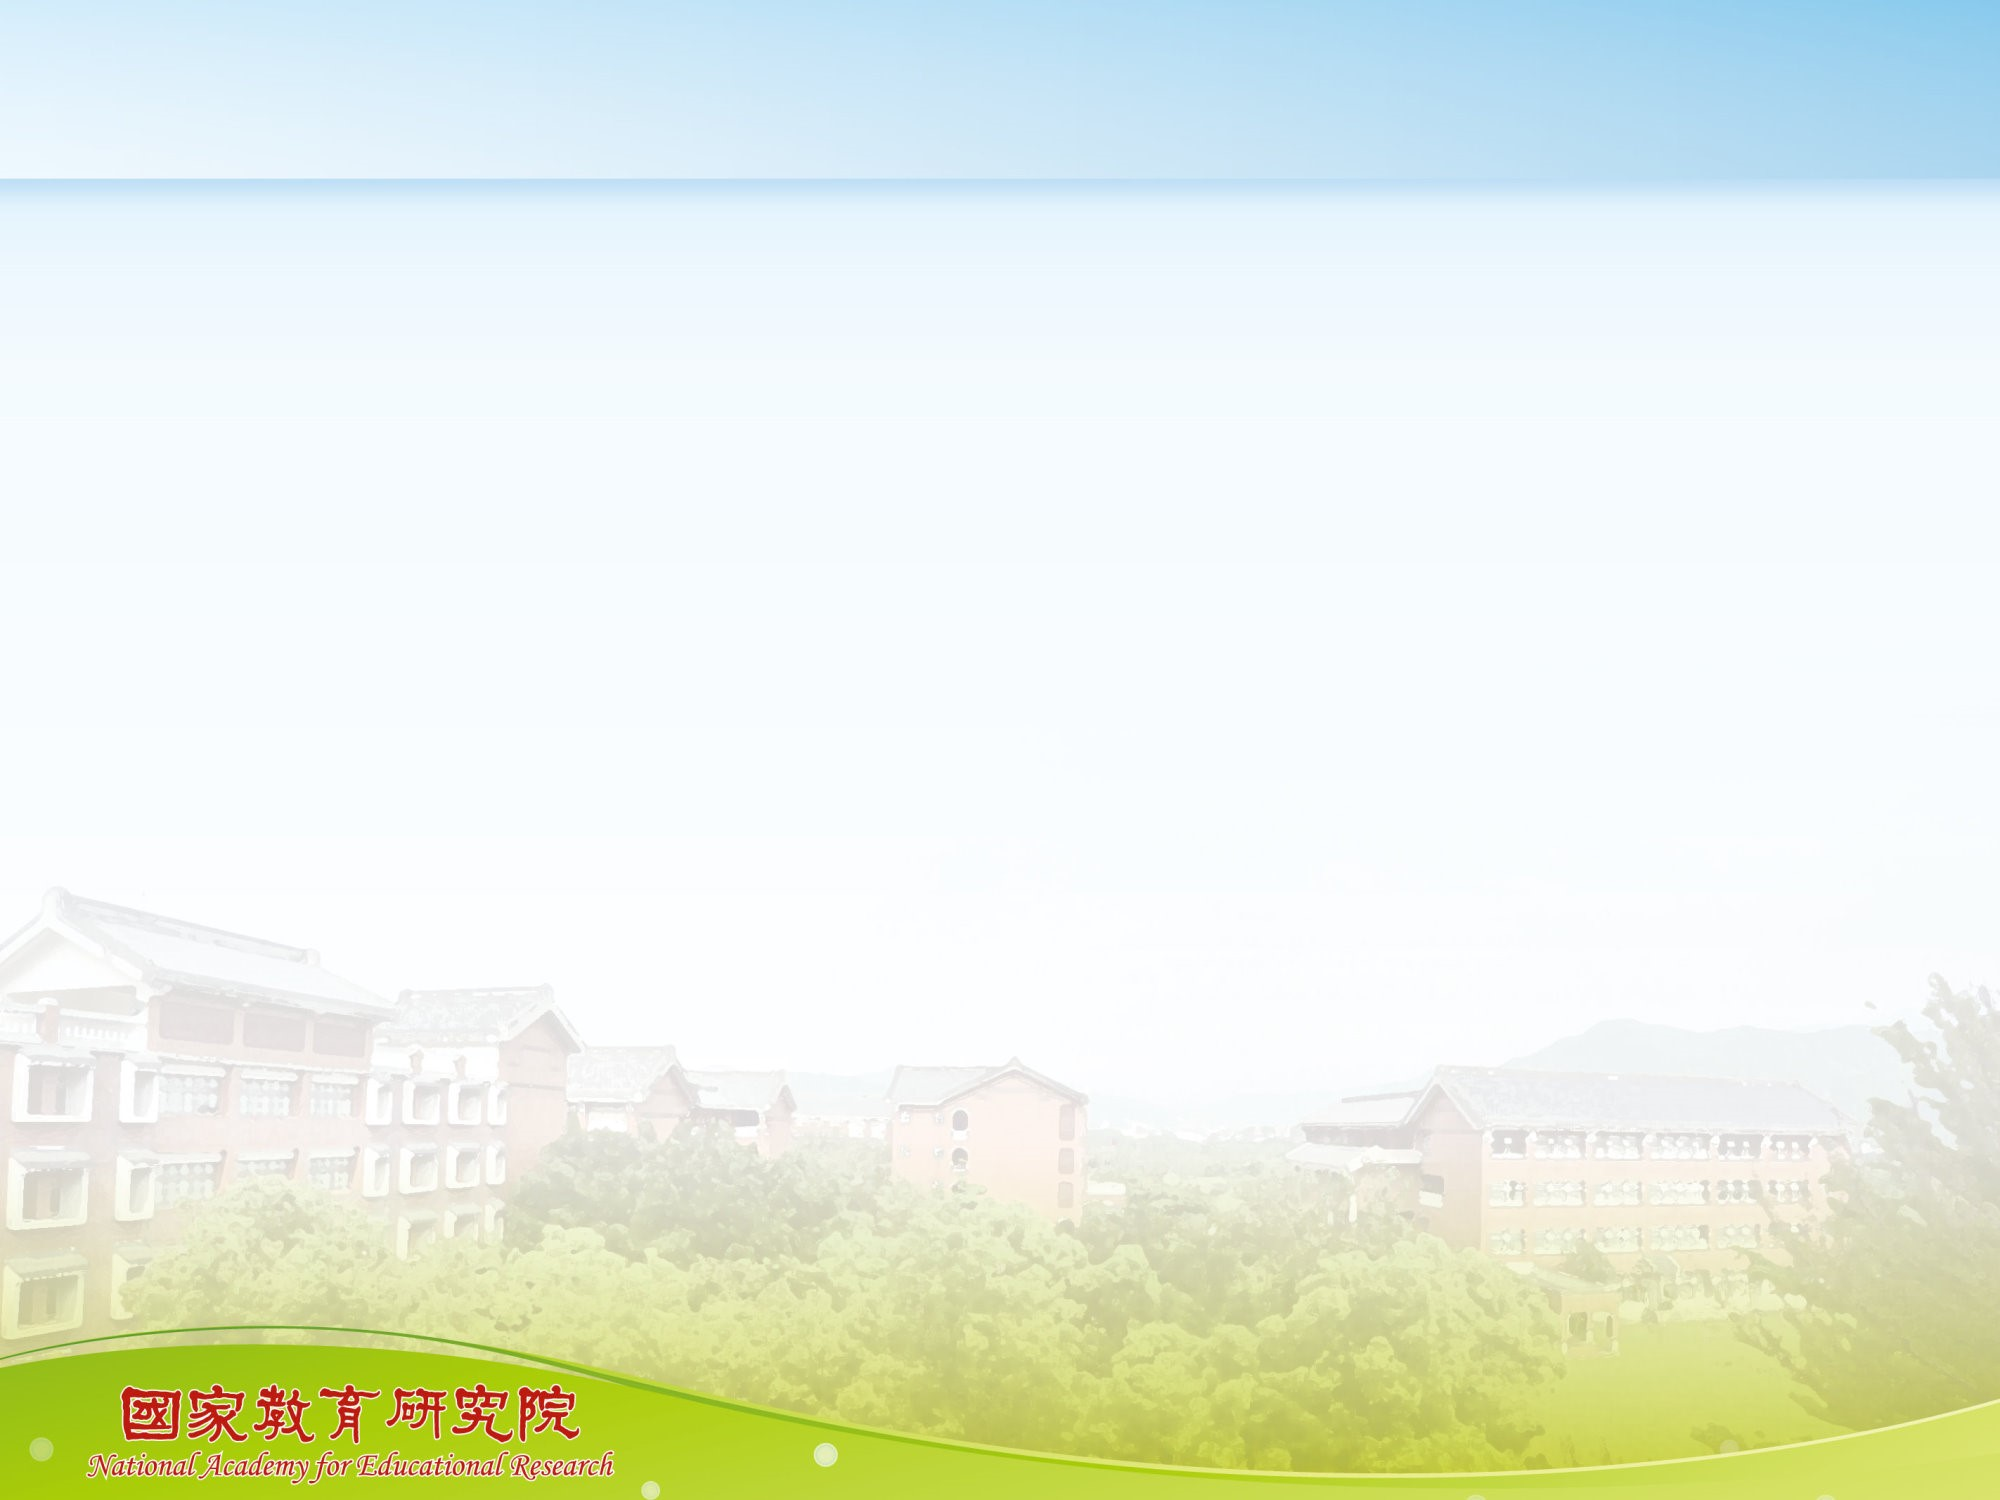 國家教育研究院
National Academy for Educational Research